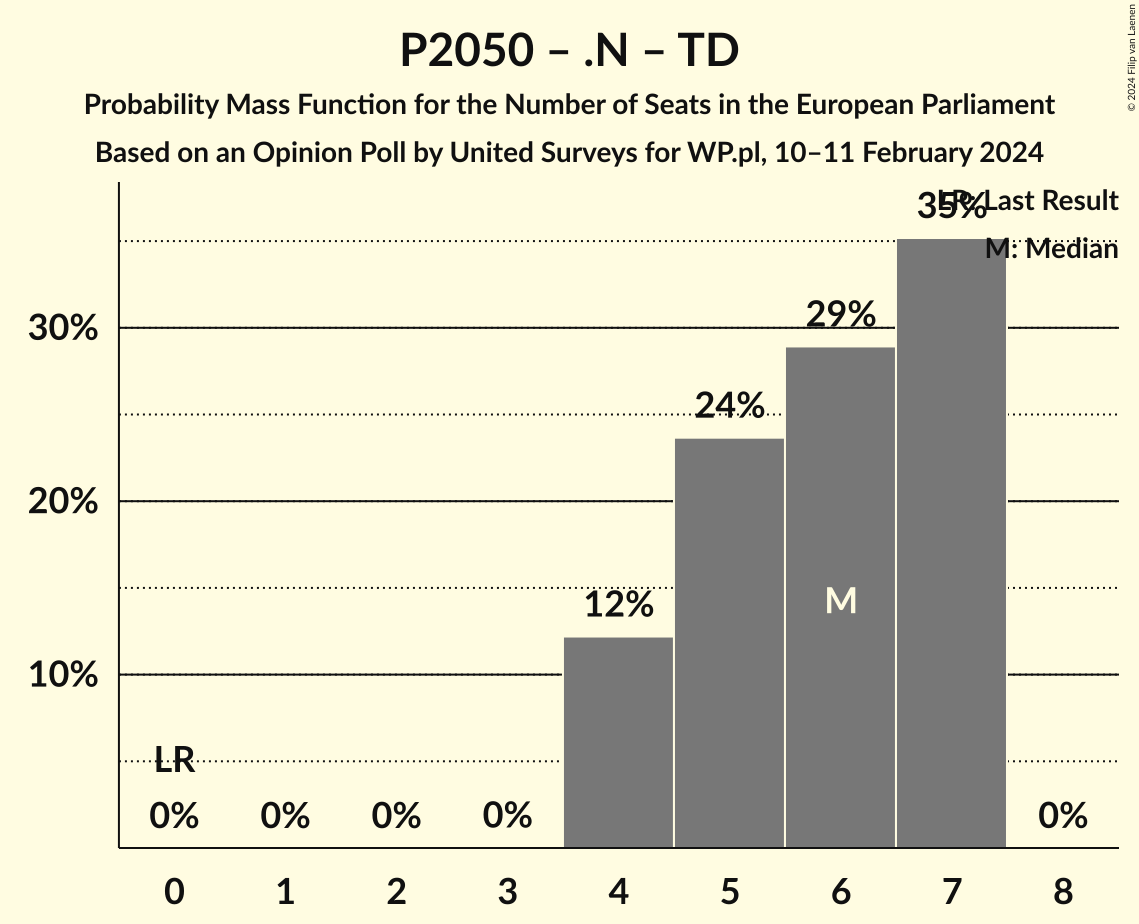 P2050 – .N – TD
Probability Mass Function for the Number of Seats in the European Parliament
Based on an Opinion Poll by United Surveys for WP.pl, 10–11 February 2024
© 2024 Filip van Laenen
LR: Last Result
M: Median
35%
30%
29%
24%
20%
12%
M
10%
LR
0% 0% 0% 0% 0%
0 1 2 3 4 5 6 7 8